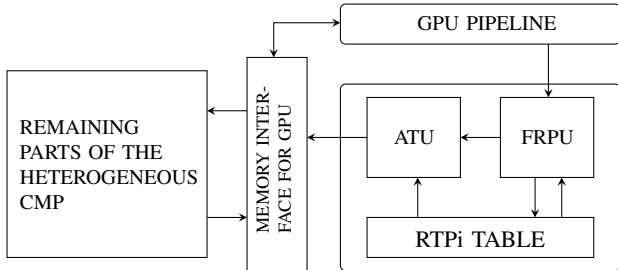 GPU PIPELINE
REMAINING
PARTS OF THE
HETEROGENEOUS
CMP
MEMORY INTER-
FACE FOR GPU
ATU
FRPU
RTPi TABLE